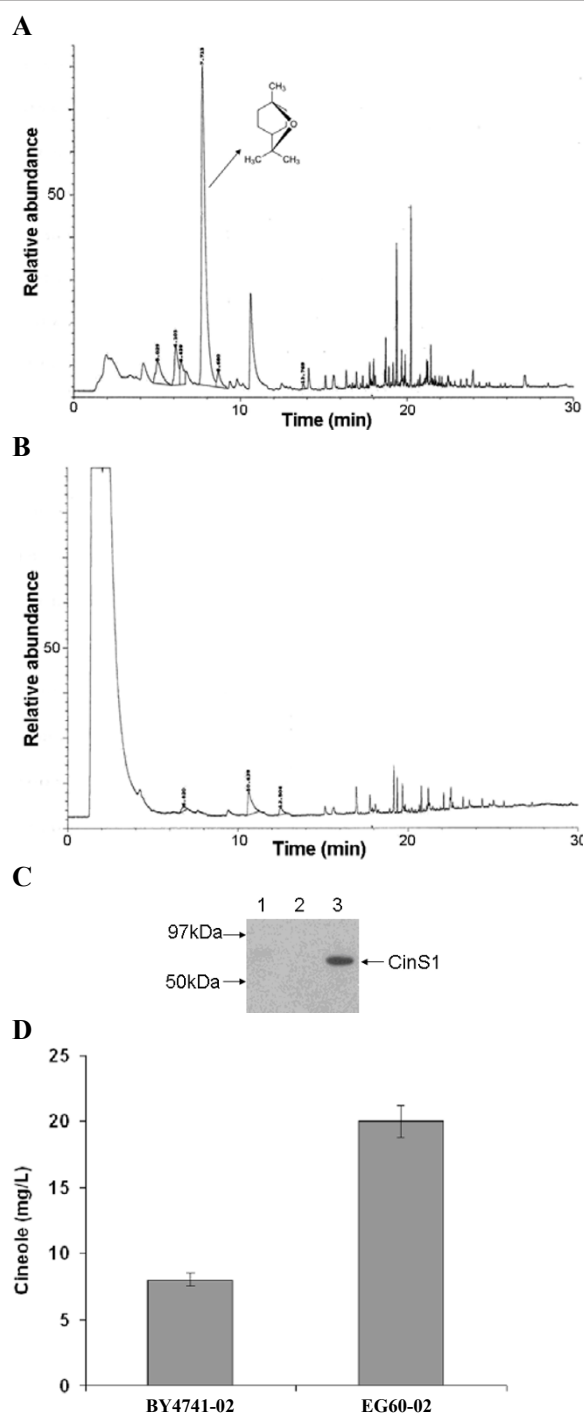 A
CH₃
O
H₃C
CH₃
50
Relative abundance
0
10
20
30
Time (min)
B
50
Relative abundance
0
10
20
30
Time (min)
C
1 2 3
97kDa
CinS1
50kDa
D
25
20
15
10
5
0
Cineole (mg/L)
BY4741-02
EG60-02